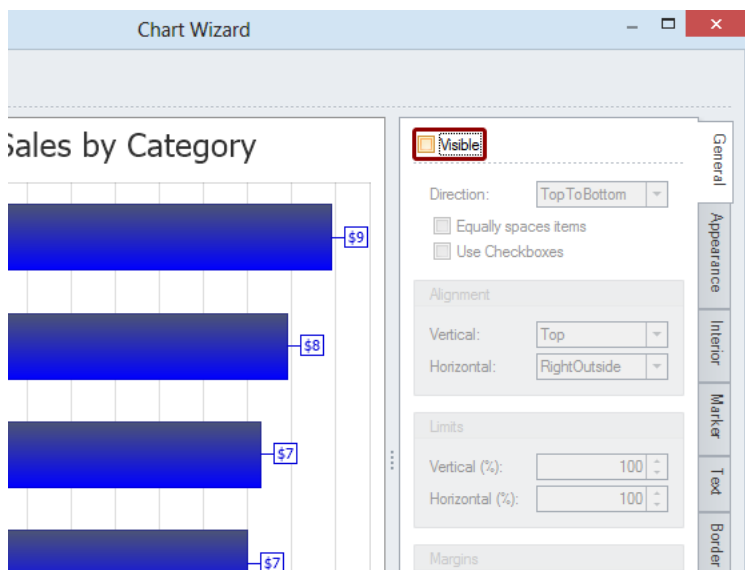 Chart Wizard
Sales by Category
$9
$8
$7
$7
Visible
Direction: TopToBottom
Equally spaces items
Use Checkboxes
Alignment
Vertical: Top
Horizontal: RightOutside
Limits
Vertical (%): 100
Horizontal (%): 100
Margins
General
Appearance
Interior
Marker
Text
Border